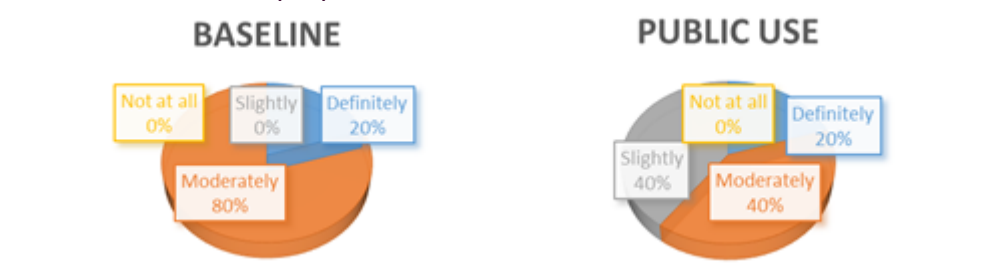 BASELINE
Not at all
0%
Slightly
0%
Definitely
20%
Moderately
80%
PUBLIC USE
Not at all
0%
Definitely
20%
Slightly
40%
Moderately
40%